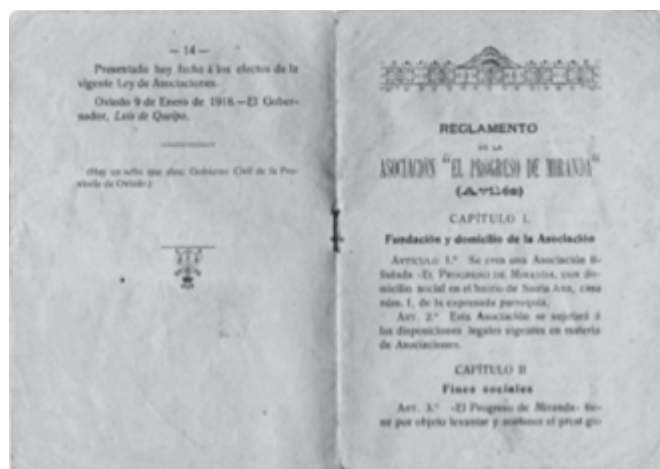 — 14 —
Presentado hoy fecha á los efectos de la
vigente Ley de Asociaciones.
Oviedo 9 de Enero de 1916.—El Gober-
nador, Luis de Queipo.
(Hay un sello que dice: Gobierno Civil de la Pro-
vincia de Oviedo.)
REGLAMENTO
DE LA
ASOCIACIÓN "EL PROGRESO DE MIRANDA"
(Avilés)
CAPÍTULO I.
Fundación y domicilio de la Asociación
ARTÍCULO 1.º Se crea una Asociación ti-
tulada «EL PROGRESO DE MIRANDA, con do-
micilio social en el barrio de Santa Ana, casa
núm. 1, de la expresada parroquia.
ART. 2.º Esta Asociación se sujetará á
las disposiciones legales vigentes en materia
de Asociaciones.
CAPÍTULO II
Fines sociales
ART. 3.º «El Progreso de Miranda» tie-
ne por objeto levantar y sostener el